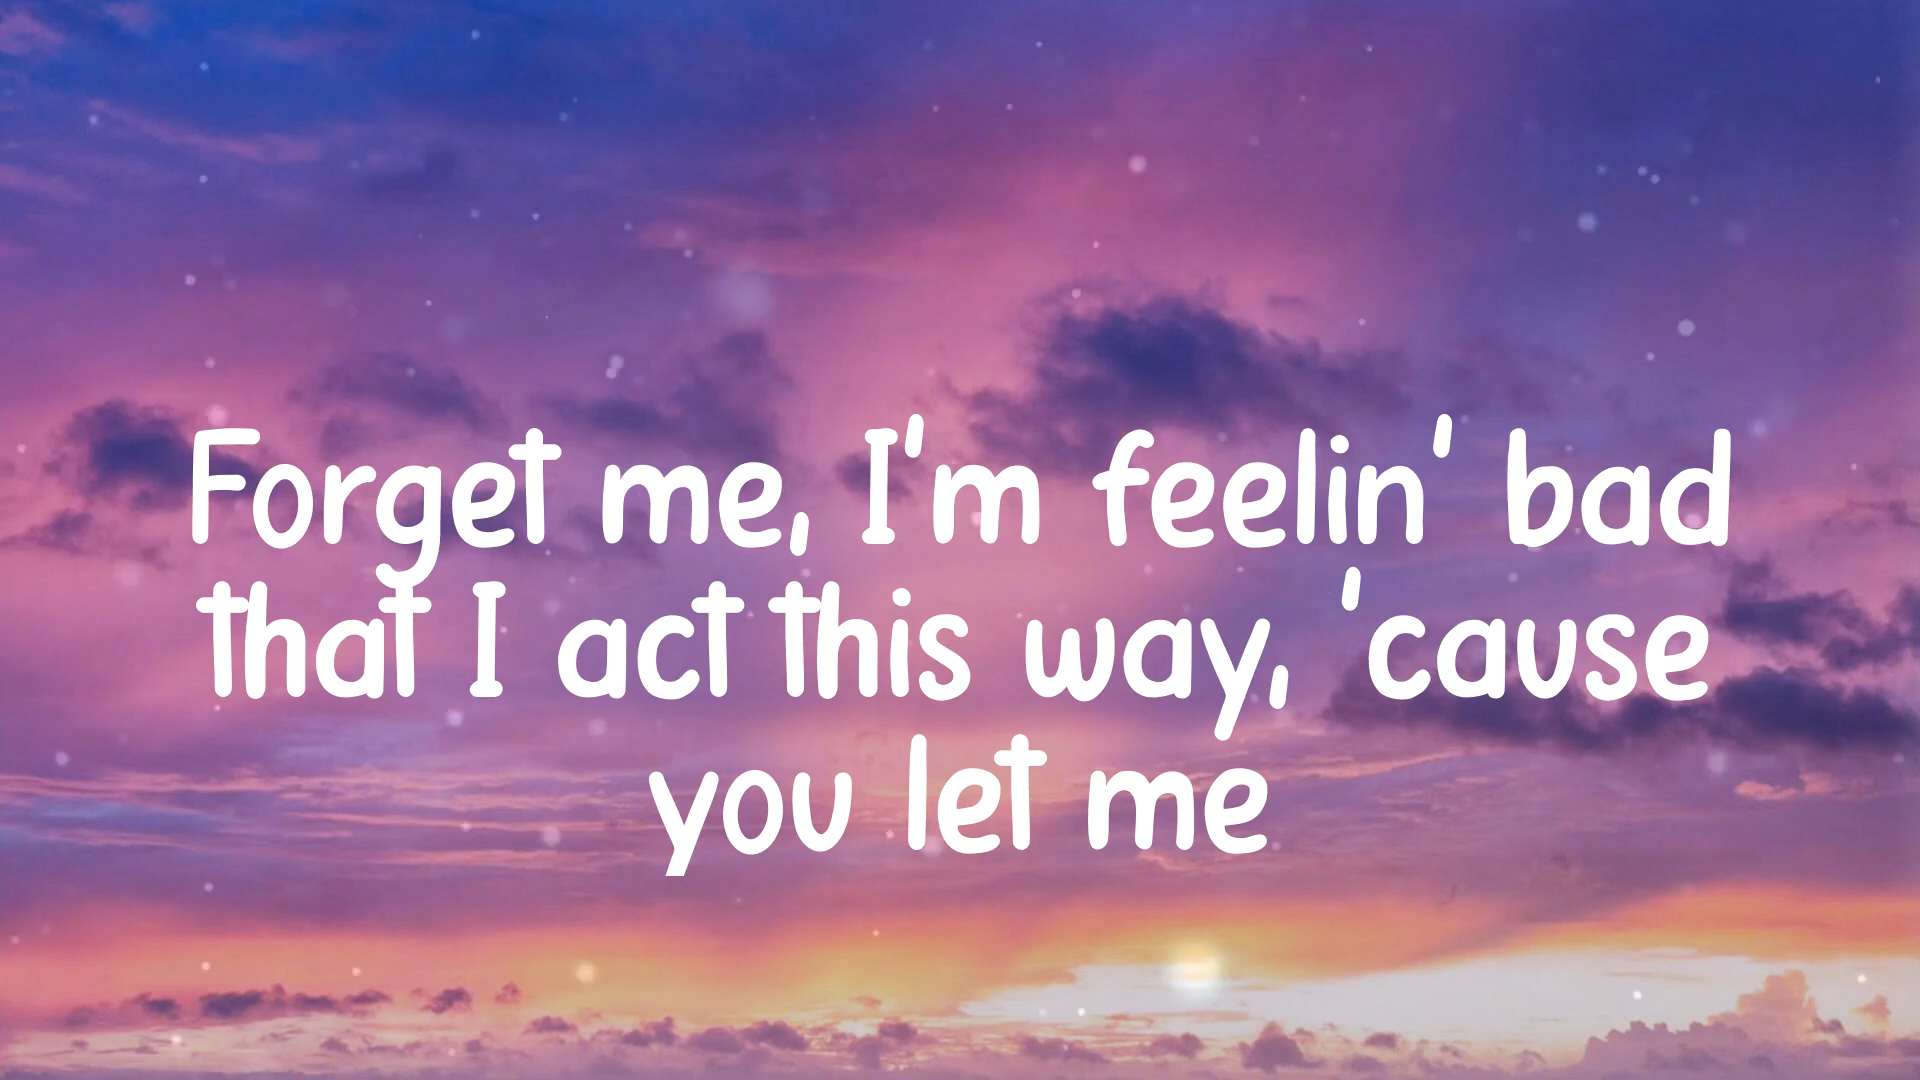 Forget me, I'm feelin' bad
that I act this way, 'cause
you let me